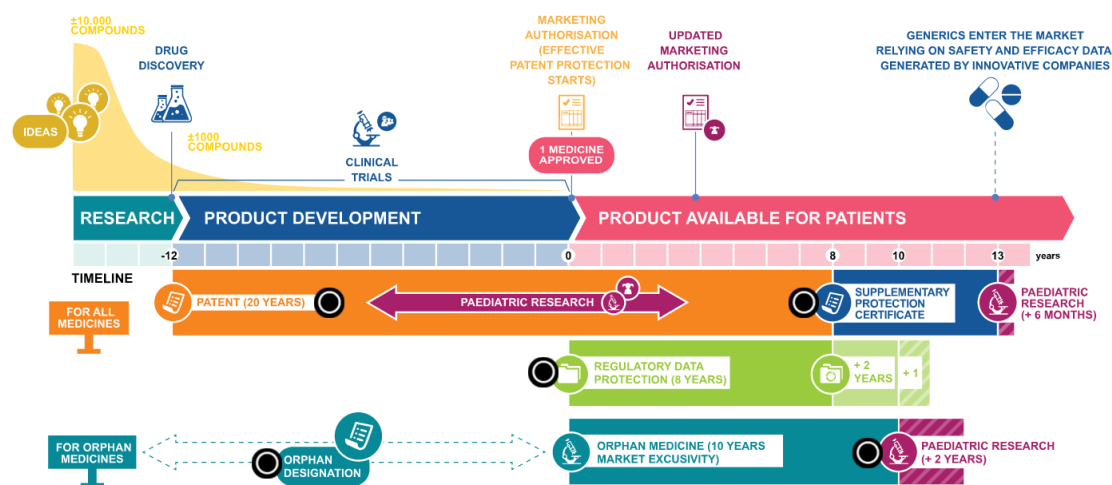 ±10.000
COMPOUNDS
IDEAS
DRUG
DISCOVERY
±1000
COMPOUNDS
CLINICAL
TRIALS
MARKETING
AUTHORISATION
(EFFECTIVE
PATENT PROTECTION
STARTS)
1 MEDICINE
APPROVED
UPDATED
MARKETING
AUTHORISATION
GENERICS ENTER THE MARKET
RELYING ON SAFETY AND EFFICACY DATA
GENERATED BY INNOVATIVE COMPANIES
RESEARCH
PRODUCT DEVELOPMENT
PRODUCT AVAILABLE FOR PATIENTS
-12
0
8
10
13
years
TIMELINE
FOR ALL
MEDICINES
PATENT (20 YEARS)
PAEDIATRIC RESEARCH
SUPPLEMENTARY
PROTECTION
CERTIFICATE
PAEDIATRIC
RESEARCH
(+ 6 MONTHS)
REGULATORY DATA
PROTECTION (8 YEARS)
+ 2
YEARS
+ 1
FOR ORPHAN
MEDICINES
ORPHAN
DESIGNATION
ORPHAN MEDICINE (10 YEARS
MARKET EXCUSIVITY)
PAEDIATRIC RESEARCH
(+ 2 YEARS)